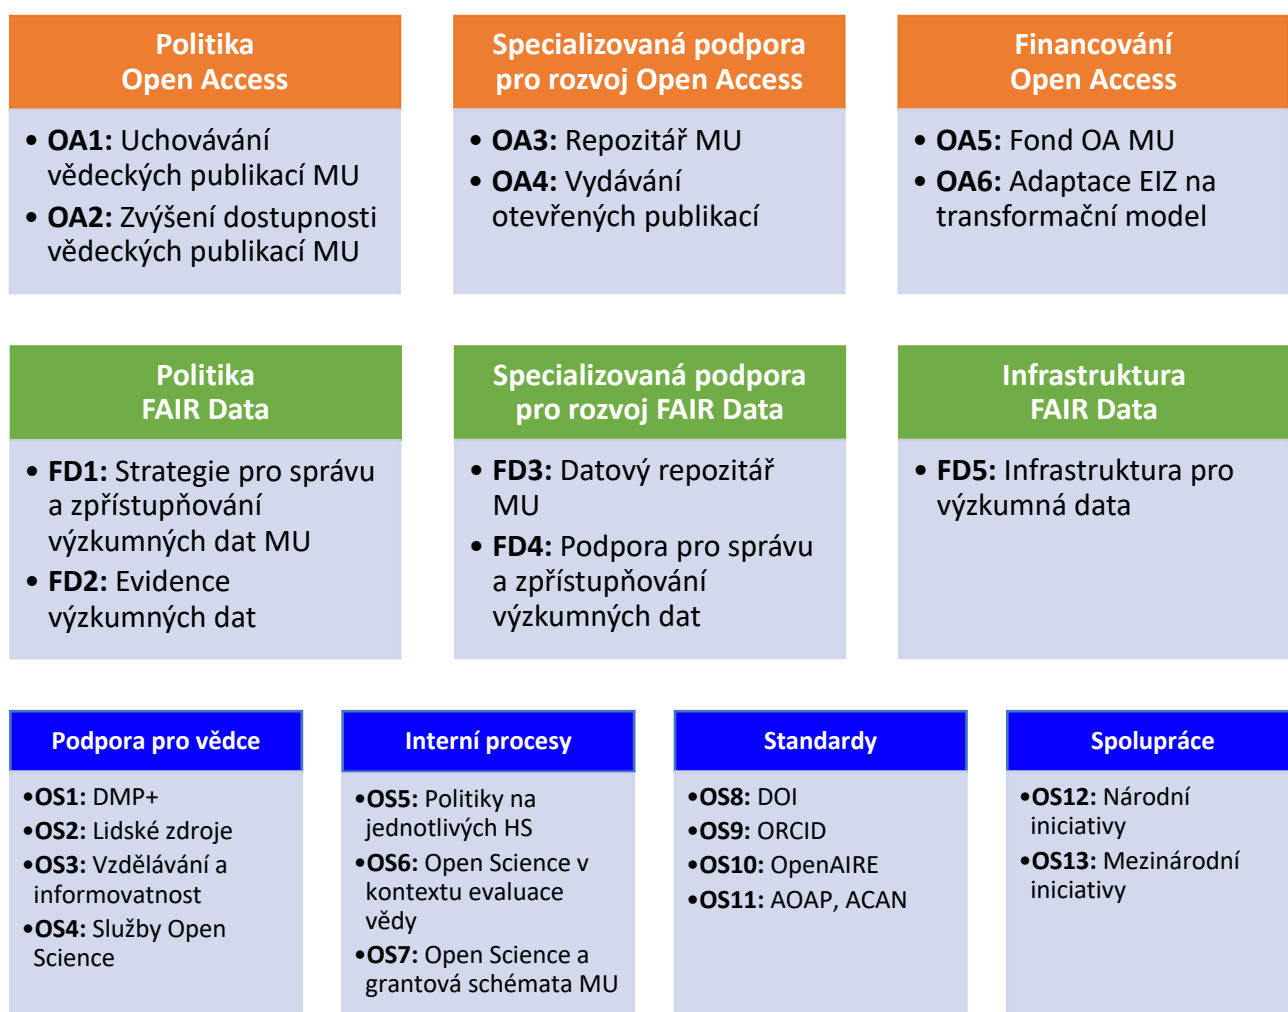 Politika
Open Access
• OA1: Uchovávání
vědeckých publikací MU
• OA2: Zvýšení dostupnosti
vědeckých publikací MU
Specializovaná podpora
pro rozvoj Open Access
• OA3: Repozitář MU
• OA4: Vydávání
otevřených publikací
Financování
Open Access
• OA5: Fond OA MU
• OA6: Adaptace EIZ na
transformační model
Politika
FAIR Data
• FD1: Strategie pro správu
a zpřístupňování
výzkumných dat MU
• FD2: Evidence
výzkumných dat
Specializovaná podpora
pro rozvoj FAIR Data
• FD3: Datový repozitář
MU
• FD4: Podpora pro správu
a zpřístupňování
výzkumných dat
Infrastruktura
FAIR Data
• FD5: Infrastruktura pro
výzkumná data
Podpora pro vědce
•OS1: DMP+
•OS2: Lidské zdroje
•OS3: Vzdělávání a
informovatnost
•OS4: Služby Open
Science
Interní procesy
•OS5: Politiky na
jednotlivých HS
•OS6: Open Science v
kontextu evaluace
vědy
•OS7: Open Science a
grantová schémata MU
Standardy
•OS8: DOI
•OS9: ORCID
•OS10: OpenAIRE
•OS11: AOAP, ACAN
Spolupráce
•OS12: Národní
iniciativy
•OS13: Mezinárodní
iniciativy